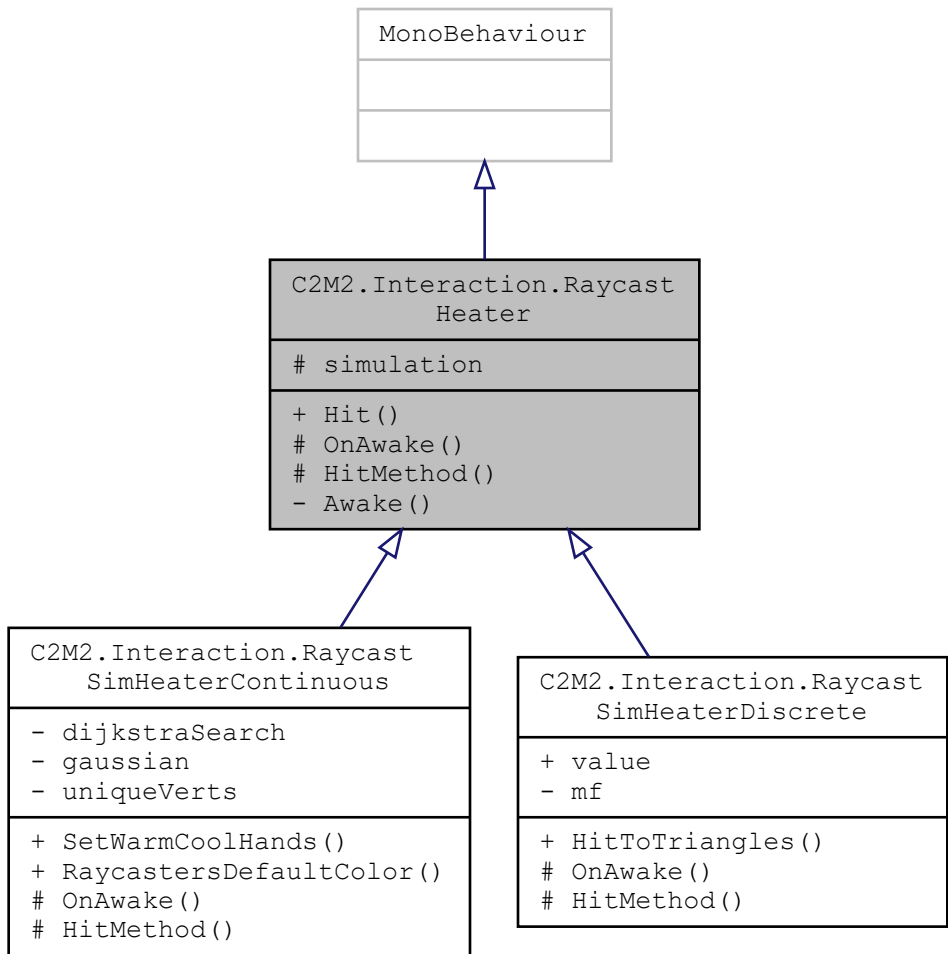 MonoBehaviour
C2M2.Interaction.Raycast
Heater
# simulation
+ Hit()
# OnAwake()
# HitMethod()
- Awake()
C2M2.Interaction.Raycast
SimHeaterContinuous
- dijkstraSearch
- gaussian
- uniqueVerts
+ SetWarmCoolHands()
+ RaycastersDefaultColor()
# OnAwake()
# HitMethod()
C2M2.Interaction.Raycast
SimHeaterDiscrete
+ value
- mf
+ HitToTriangles()
# OnAwake()
# HitMethod()